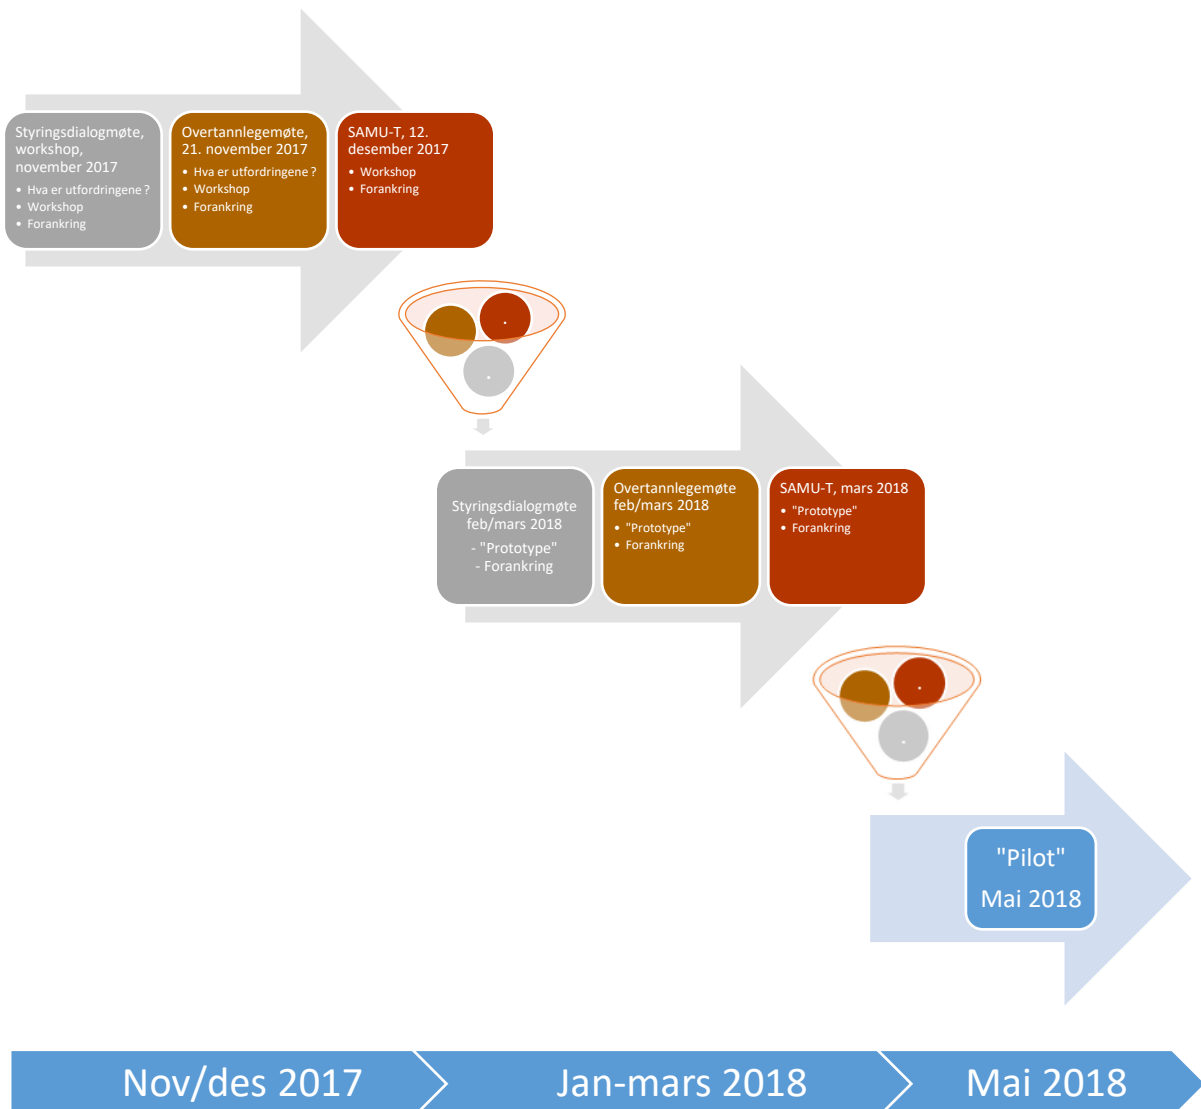 Styringsdialogmøte,
workshop,
november 2017
• Hva er utfordringene ?
• Workshop
• Forankring
Overtannlegemøte,
21. november 2017
• Hva er utfordringene ?
• Workshop
• Forankring
SAMU-T, 12.
desember 2017
• Workshop
• Forankring
.
.
Styringsdialogmøte
feb/mars 2018
- "Prototype"
- Forankring
Overtannlegemøte
feb/mars 2018
• "Prototype"
• Forankring
SAMU-T, mars 2018
• "Prototype"
• Forankring
.
.
"Pilot"
Mai 2018
Nov/des 2017
Jan-mars 2018
Mai 2018